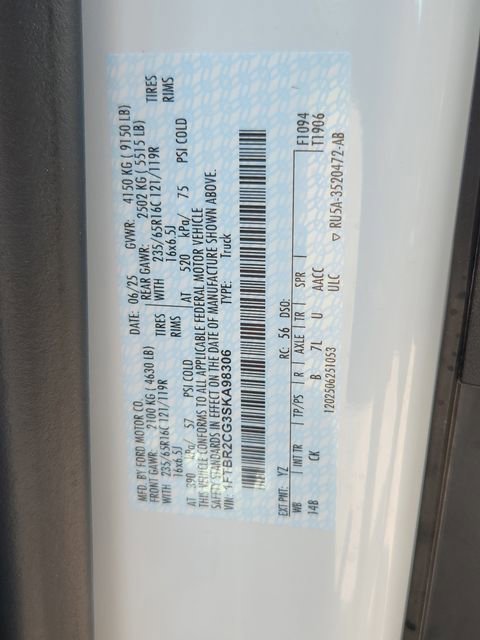 MFD. BY FORD MOTOR CO.
DATE: 06/25 GVWR: 4150 KG ( 9150 LB)
FRONT GAWR: 2100 KG ( 4630 LB)
REAR GAWR: 2502 KG ( 5515 LB)
WITH 235/65R16C 121/119R TIRES
WITH 235/65R16C 121/119R TIRES
16x6.5J RIMS
16x6.5J RIMS
AT 390 kPa/ 57 PSI COLD
AT 520 kPa/ 75 PSI COLD
THIS VEHICLE CONFORMS TO ALL APPLICABLE FEDERAL MOTOR VEHICLE
SAFETY STANDARDS IN EFFECT ON THE DATE OF MANUFACTURE SHOWN ABOVE.
VIN: 1FTBR2CG3SKA98306 TYPE: Truck
EXT PNT: YZ RC: 56 DSO: F1094
T1906
WB INT TR TP/PS R AXLE TR SPR
148 CK B 7L U AACC
1202506251053 ULC ▽ RU5A-3520472-AB